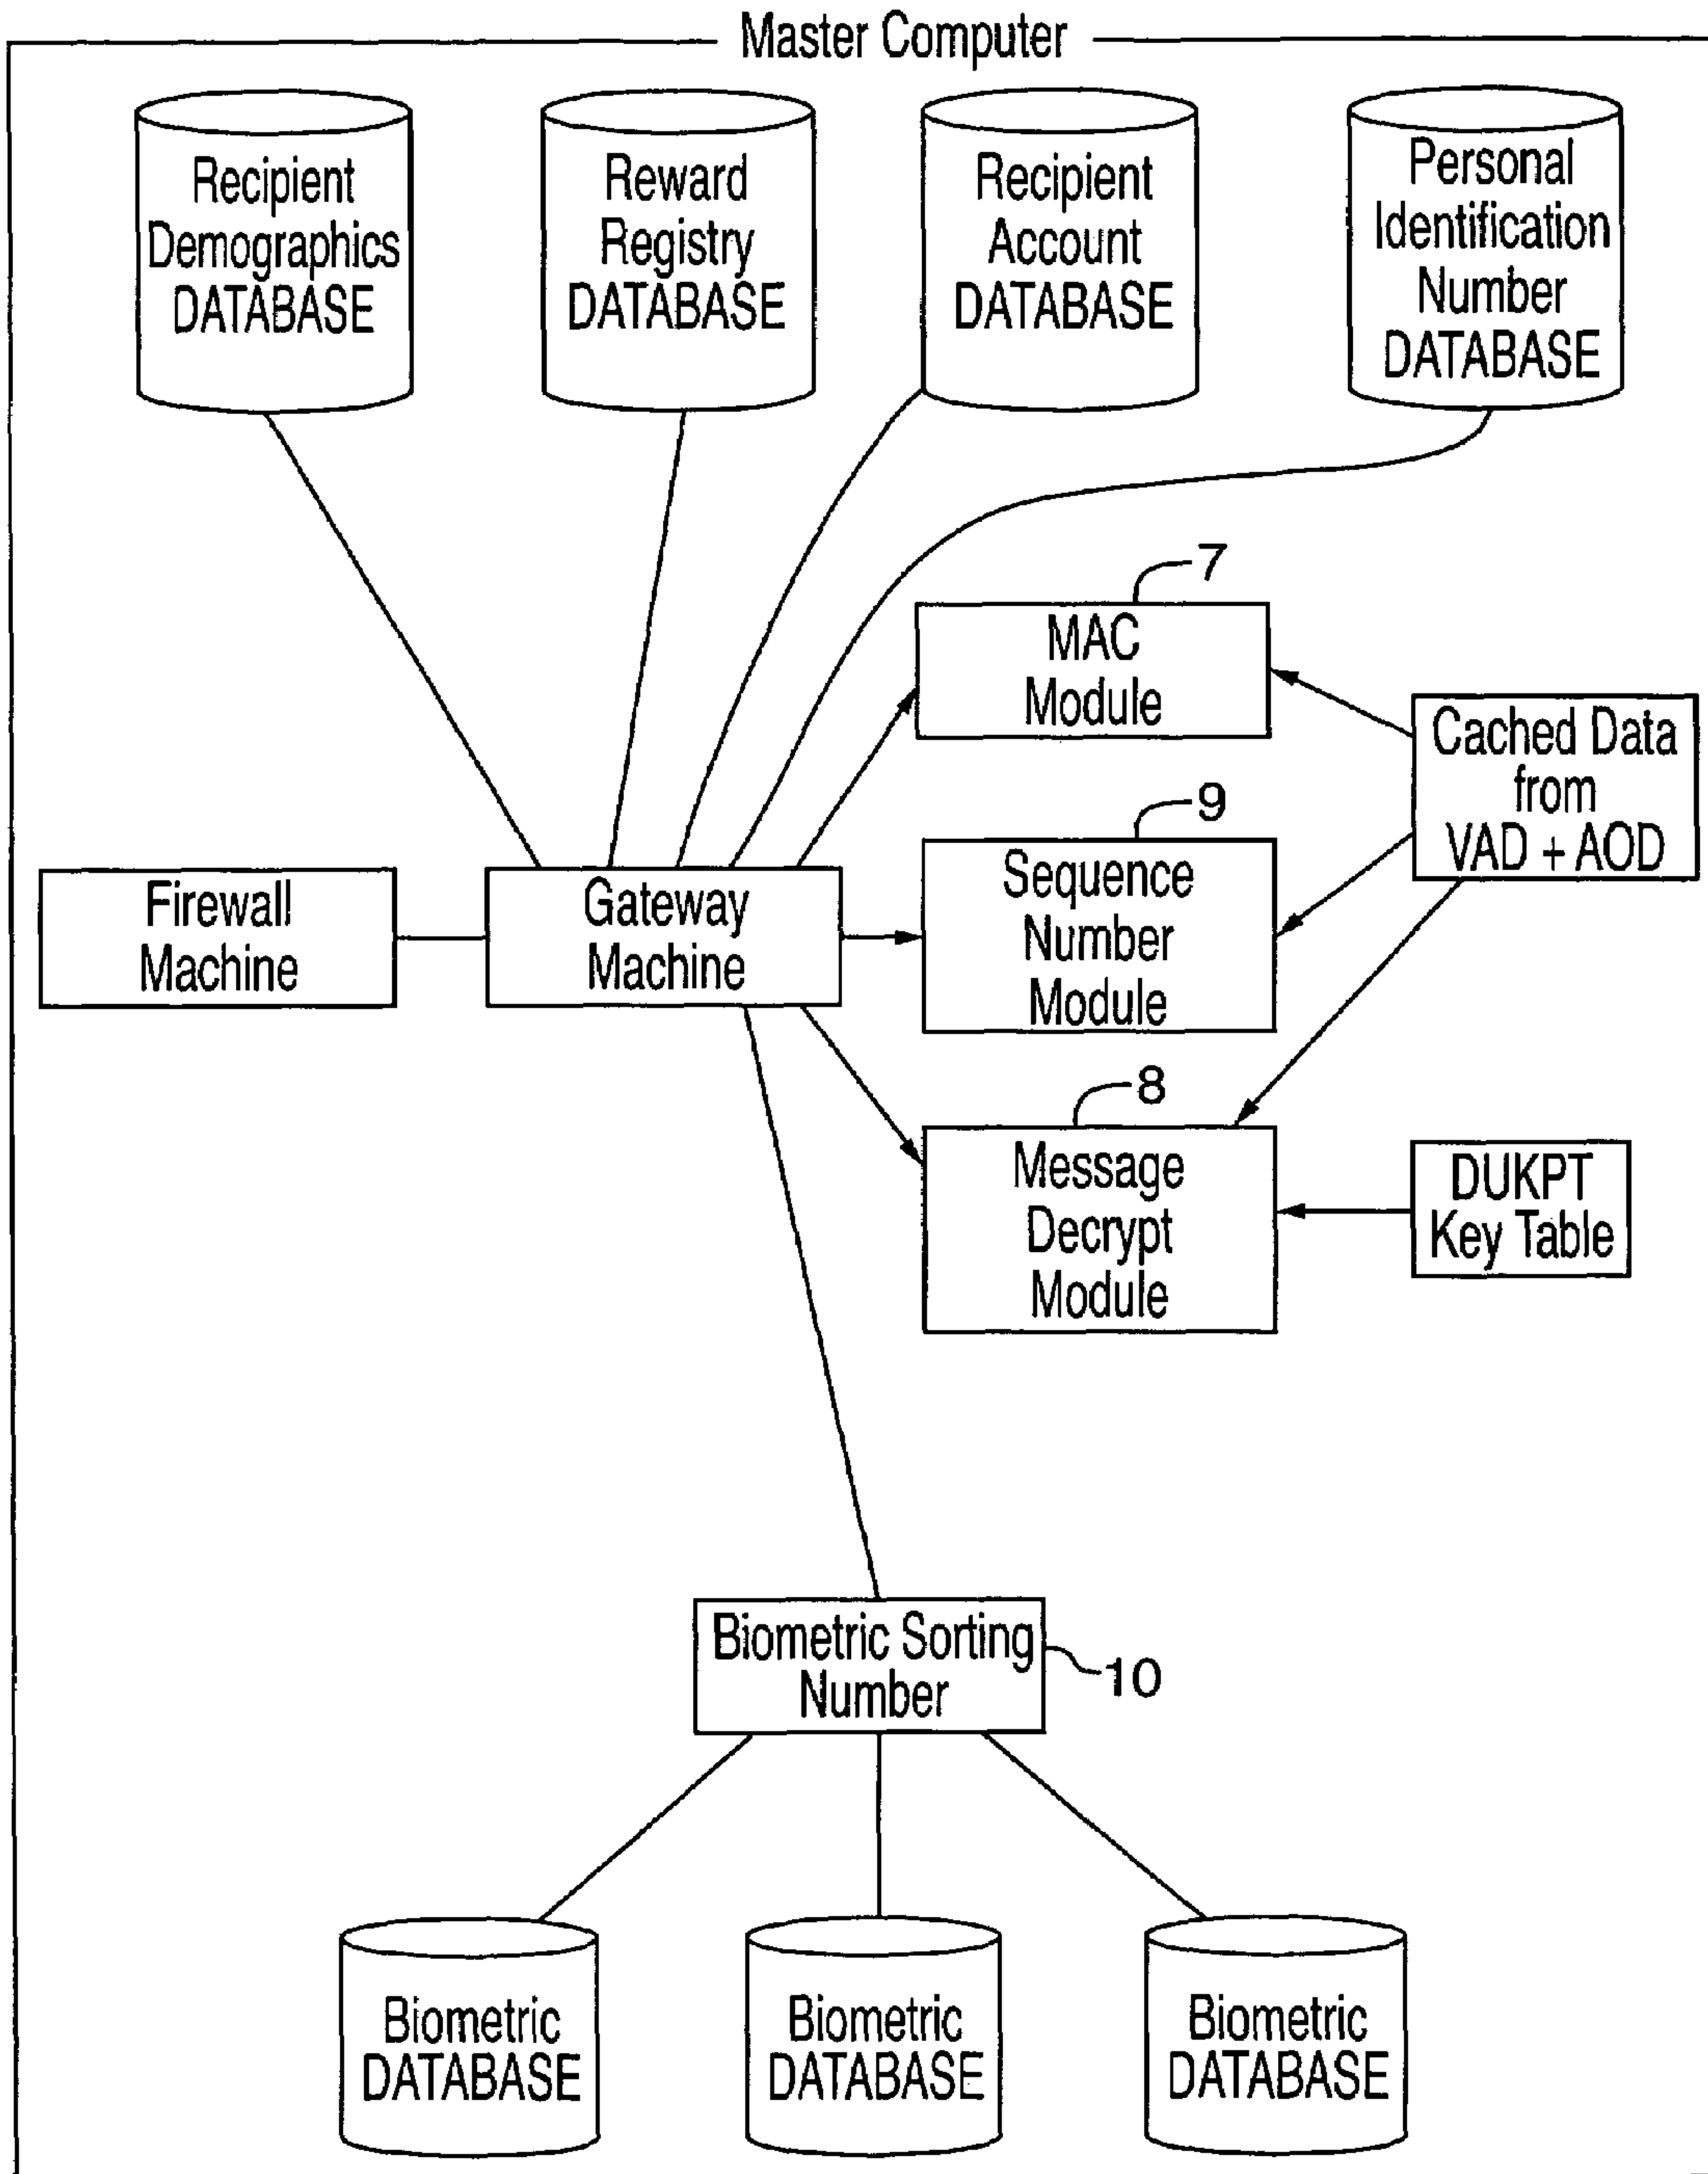 Master Computer
Recipient
Demographics
DATABASE
Reward
Registry
DATABASE
Recipient
Account
DATABASE
Personal
Identification
Number
DATABASE
7
MAC
Module
Cached Data
from
VAD + AOD
9
Sequence
Number
Module
Firewall
Machine
Gateway
Machine
8
Message
Decrypt
Module
DUKPT
Key Table
Biometric Sorting
Number
10
Biometric
DATABASE
Biometric
DATABASE
Biometric
DATABASE